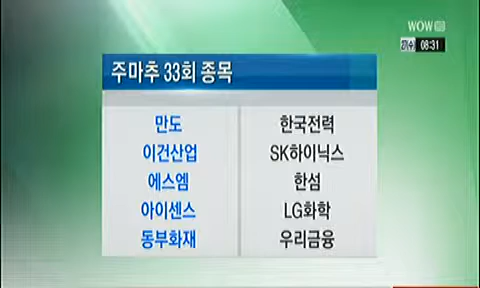 WOW
08:31
주마추 33회 종목
만도 한국전력
이건산업 SK하이닉스
에스엠 한섬
아이센스 LG화학
동부화재 우리금융